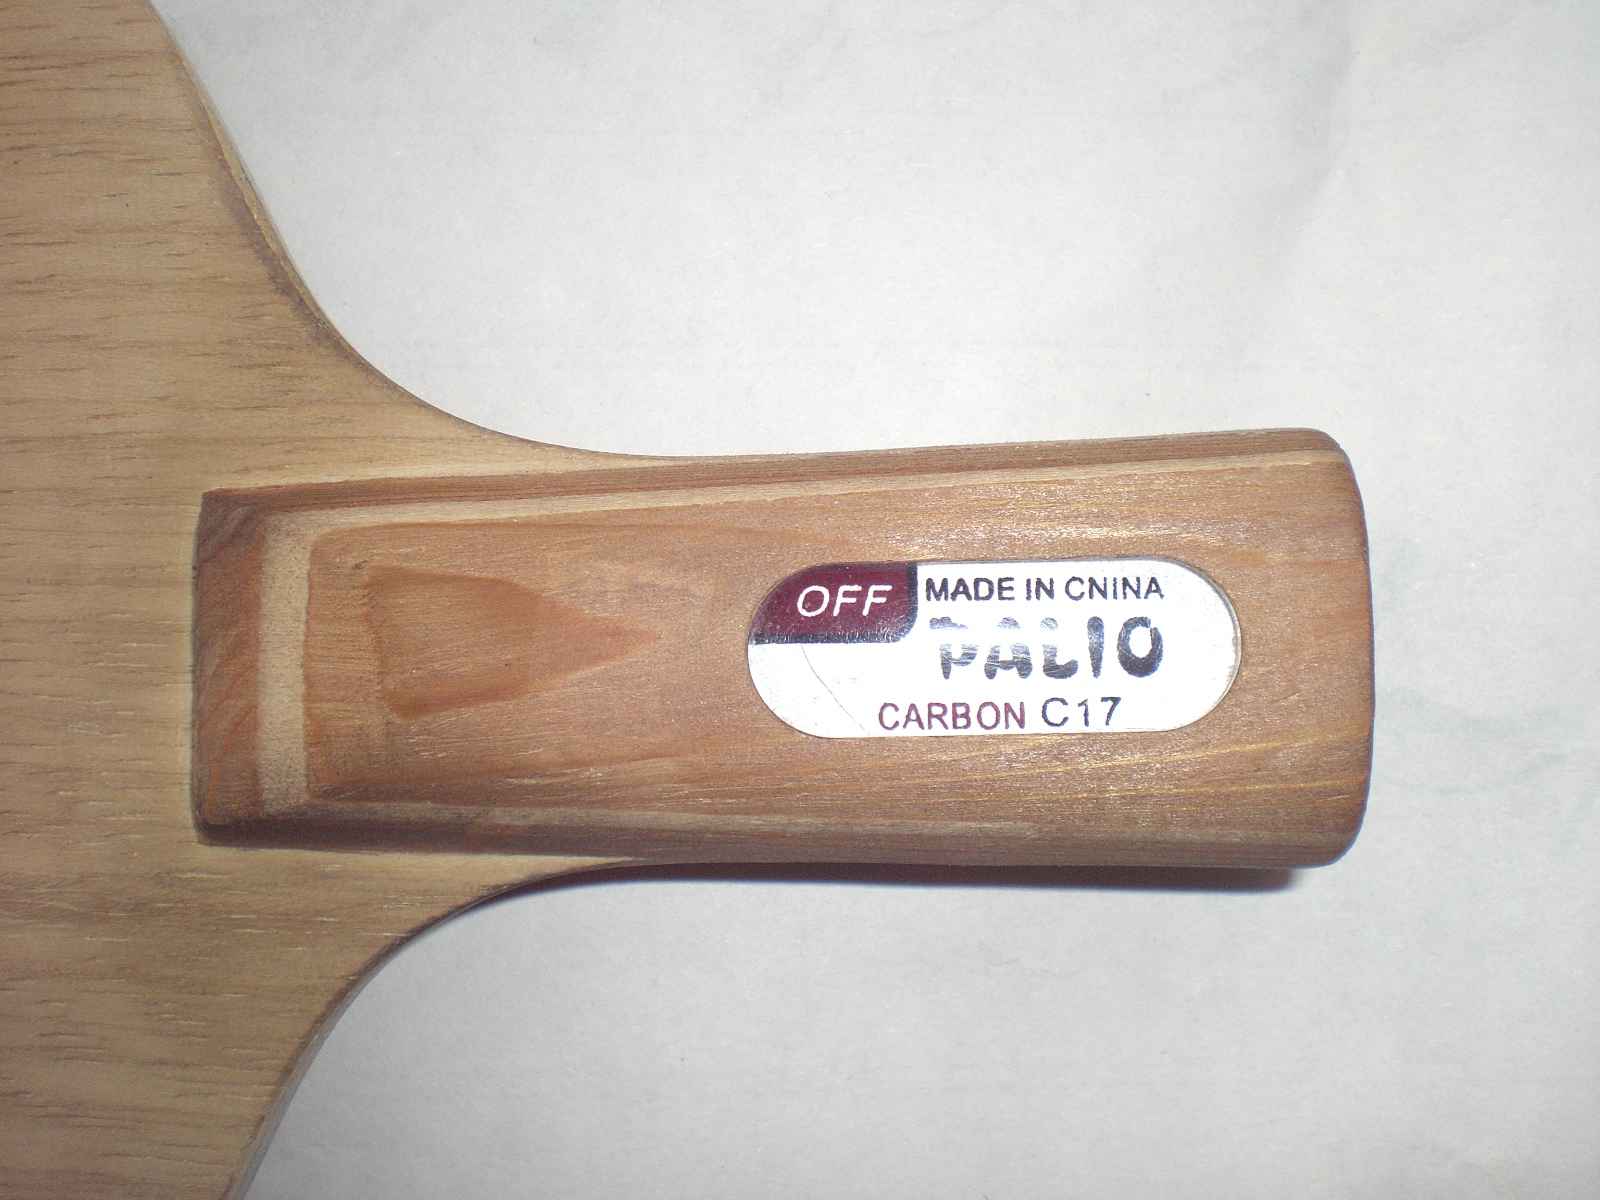 OFF
MADE IN CNINA
PALIO
CARBON C17